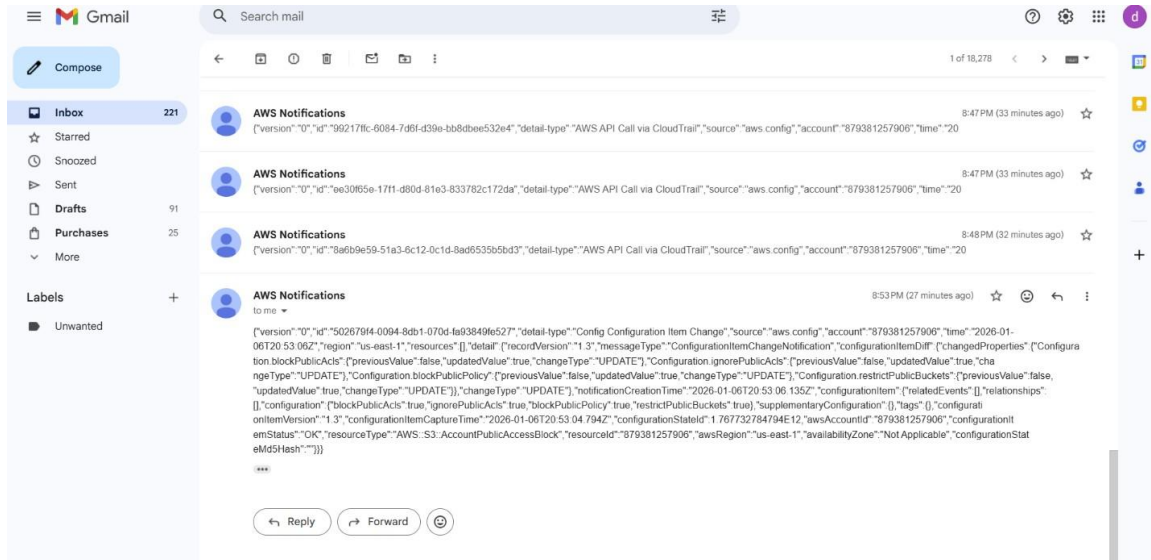 Gmail
Search mail
d
Compose
1 of 18,278
Inbox 221
Starred
Snoozed
Sent
Drafts 91
Purchases 25
More
Labels
Unwanted
AWS Notifications 8:47 PM (33 minutes ago)
{"version":"0","id":"99217ffc-6084-7d6f-d39e-bb8dbee532e4","detail-type":"AWS API Call via CloudTrail","source":"aws.config","account":"879381257906","time":"20
AWS Notifications 8:47 PM (33 minutes ago)
{"version":"0","id":"ee30f65e-17f1-d80d-81e3-833782c172da","detail-type":"AWS API Call via CloudTrail","source":"aws.config","account":"879381257906","time":"20
AWS Notifications 8:48 PM (32 minutes ago)
{"version":"0","id":"8a6b9e59-51a3-6c12-0c1d-8ad6535b5bd3","detail-type":"AWS API Call via CloudTrail","source":"aws.config","account":"879381257906","time":"20
AWS Notifications 8:53 PM (27 minutes ago)
to me
{"version":"0","id":"502679f4-0094-8db1-070d-fa93849fe527","detail-type":"Config Configuration Item Change","source":"aws.config","account":"879381257906","time":"2026-01-
06T20:53:06Z","region":"us-east-1","resources":[],"detail":{"recordVersion":"1.3","messageType":"ConfigurationItemChangeNotification","configurationItemDiff":{"changedProperties":{"Configura
tion.blockPublicAcls":{"previousValue":false,"updatedValue":true,"changeType":"UPDATE"},"Configuration.ignorePublicAcls":{"previousValue":false,"updatedValue":true,"cha
ngeType":"UPDATE"},"Configuration.blockPublicPolicy":{"previousValue":false,"updatedValue":true,"changeType":"UPDATE"},"Configuration.restrictPublicBuckets":{"previousValue":false,
"updatedValue":true,"changeType":"UPDATE"}},"changeType":"UPDATE"},"notificationCreationTime":"2026-01-06T20:53:06.135Z","configurationItem":{"relatedEvents":[],"relationships":
[],"configuration":{"blockPublicAcls":true,"ignorePublicAcls":true,"blockPublicPolicy":true,"restrictPublicBuckets":true},"supplementaryConfiguration":{},"tags":{},"configurati
onItemVersion":"1.3","configurationItemCaptureTime":"2026-01-06T20:53:04.794Z","configurationStateId":1.767732784794E12,"awsAccountId":"879381257906","configurationIt
emStatus":"OK","resourceType":"AWS::S3::AccountPublicAccessBlock","resourceId":"879381257906","awsRegion":"us-east-1","availabilityZone":"Not Applicable","configurationStat
eMd5Hash":""}}}
Reply
Forward